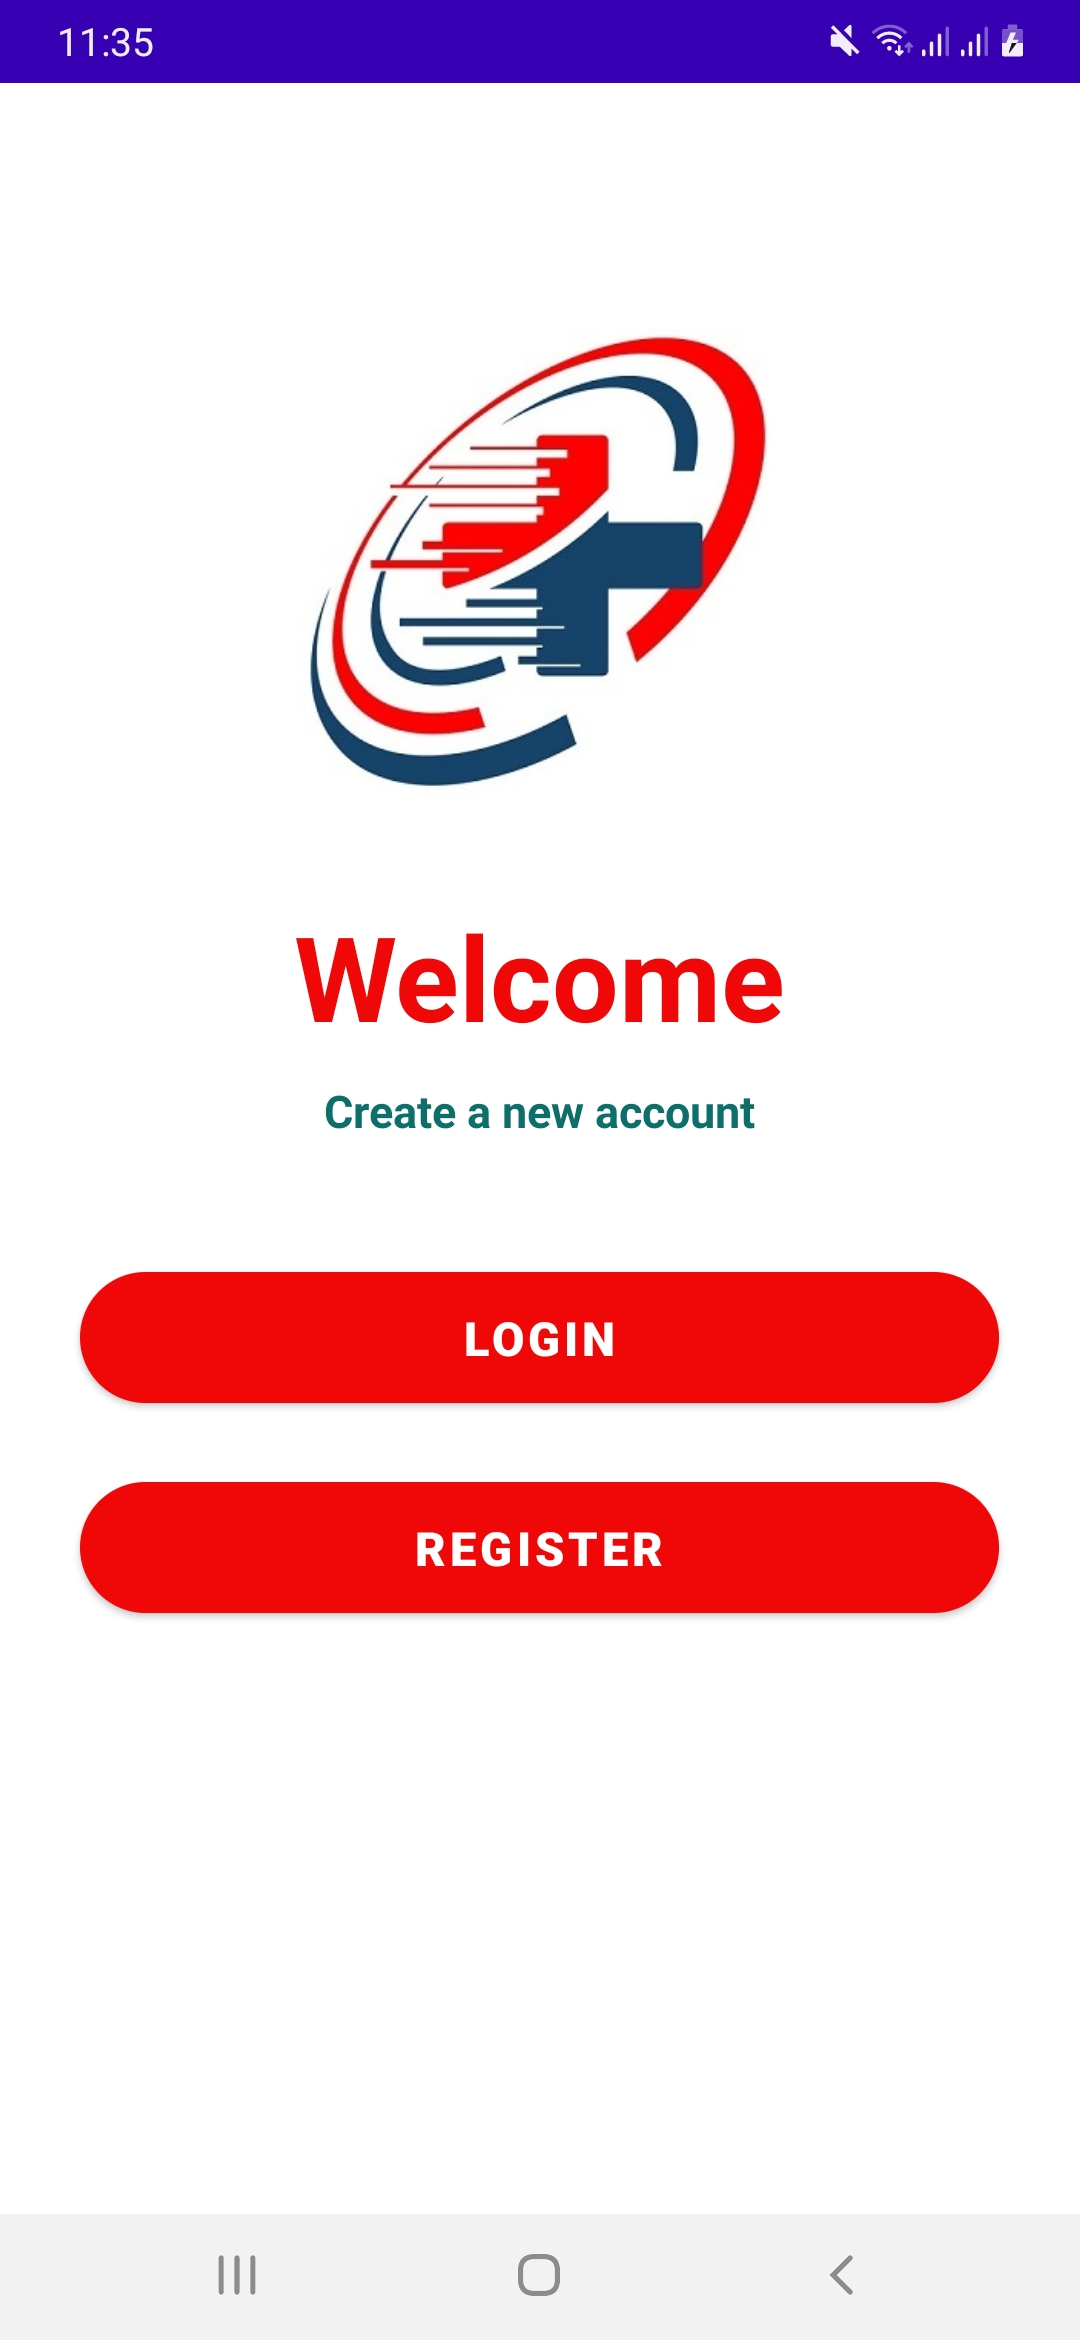 11:35
Welcome
Create a new account
LOGIN
REGISTER